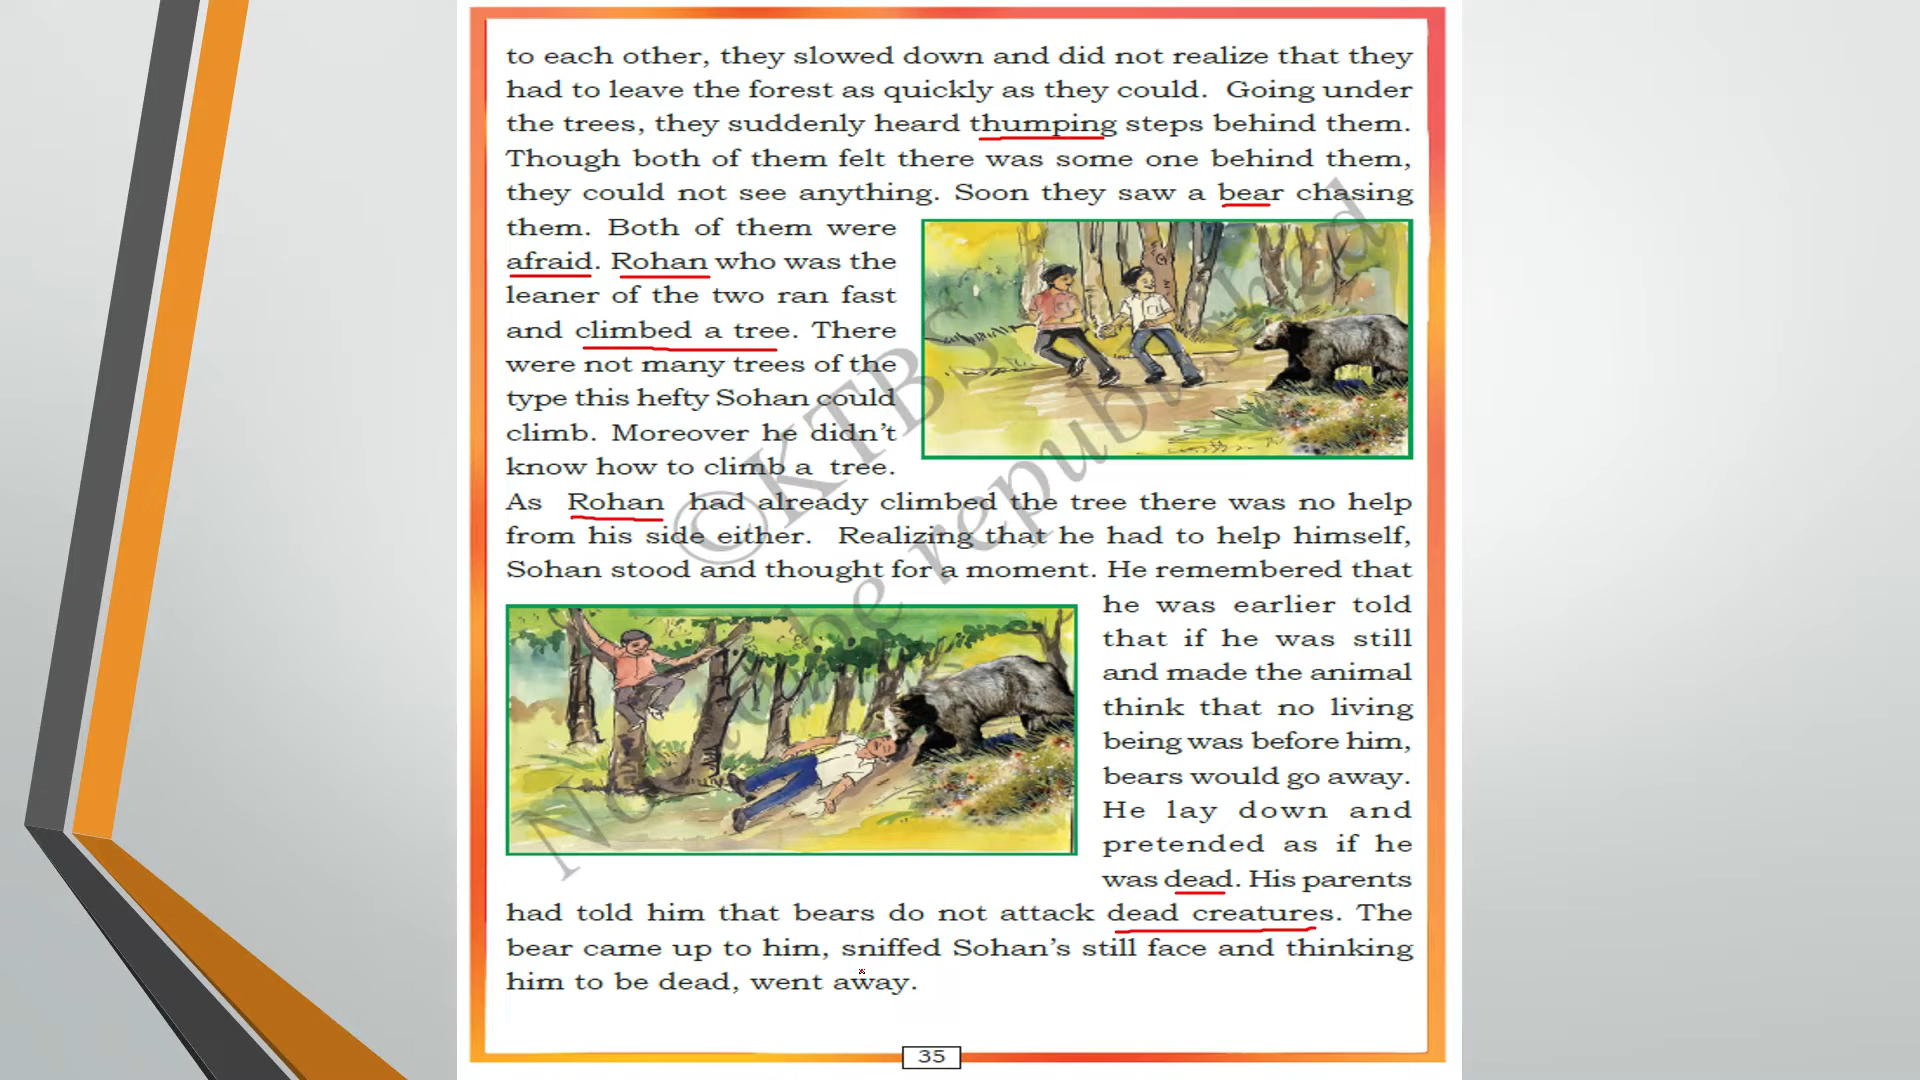 to each other, they slowed down and did not realize that they
had to leave the forest as quickly as they could. Going under
the trees, they suddenly heard thumping steps behind them.
Though both of them felt there was some one behind them,
they could not see anything. Soon they saw a bear chasing
them. Both of them were
afraid. Rohan who was the
leaner of the two ran fast
and climbed a tree. There
were not many trees of the
type this hefty Sohan could
climb. Moreover he didn't
know how to climb a tree.
As Rohan had already climbed the tree there was no help
from his side either. Realizing that he had to help himself,
Sohan stood and thought for a moment. He remembered that
he was earlier told
that if he was still
and made the animal
think that no living
being was before him,
bears would go away.
He lay down and
pretended as if he
was dead. His parents
had told him that bears do not attack dead creatures. The
bear came up to him, sniffed Sohan's still face and thinking
him to be dead, went away.
35
©KTBS
Not to be republished